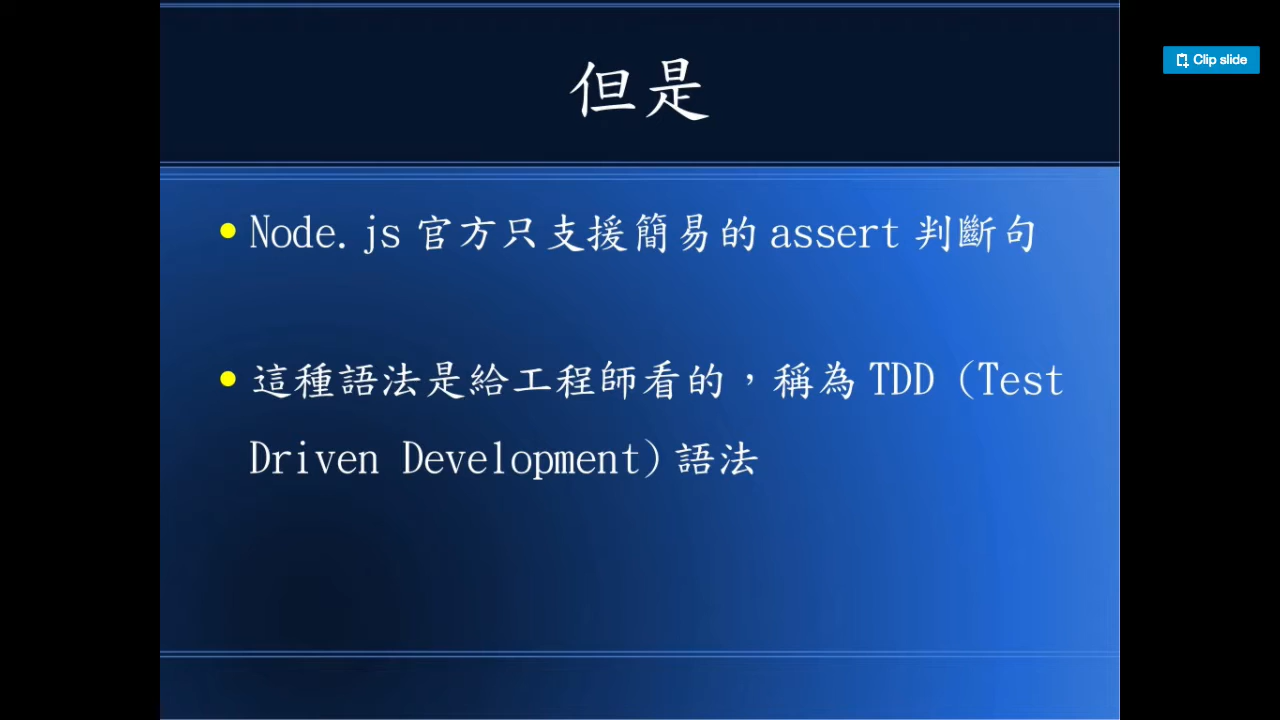 Clip slide
但是
Node.js 官方只支援簡易的 assert 判斷句
這種語法是給工程師看的，稱為 TDD (Test
Driven Development) 語法